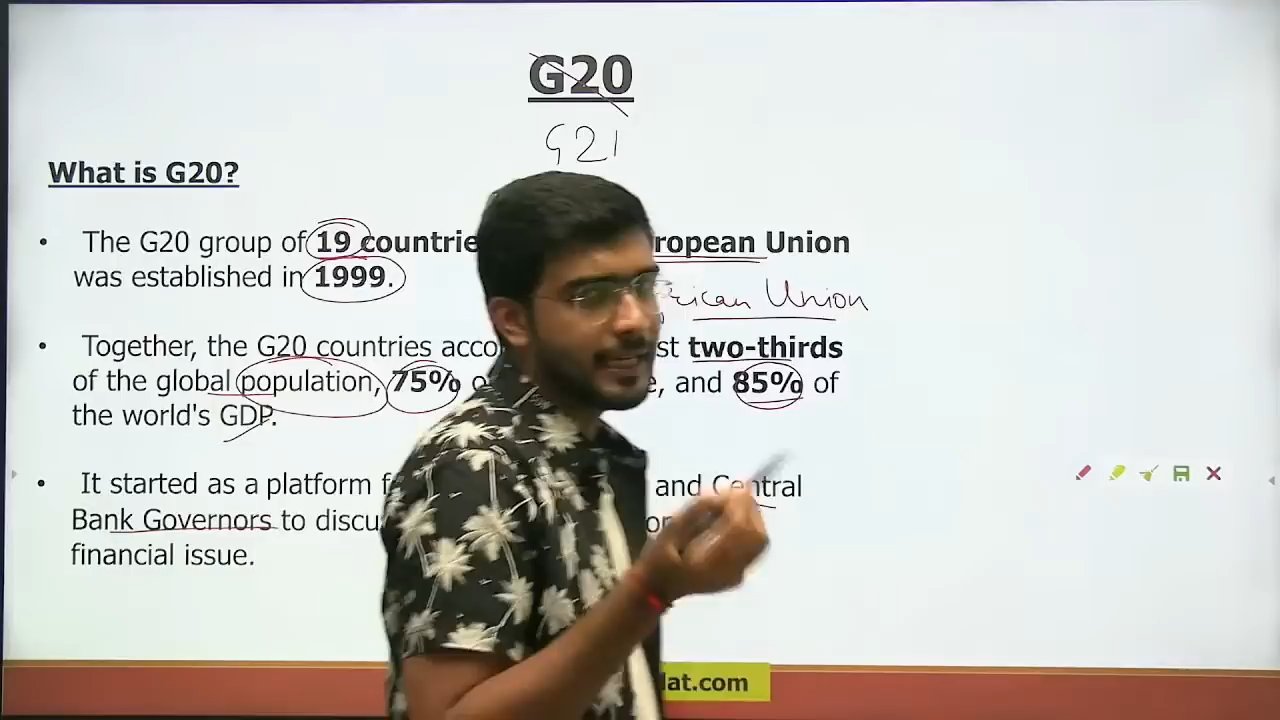 G20
G21
What is G20?
• The G20 group of 19 countrie ropean Union
was established in 1999.
rican Union
• Together, the G20 countries acco st two-thirds
of the global population, 75% o e, and 85% of
the world's GDP.
• It started as a platform f and Central
Bank Governors to discu or
financial issue.
lat.com